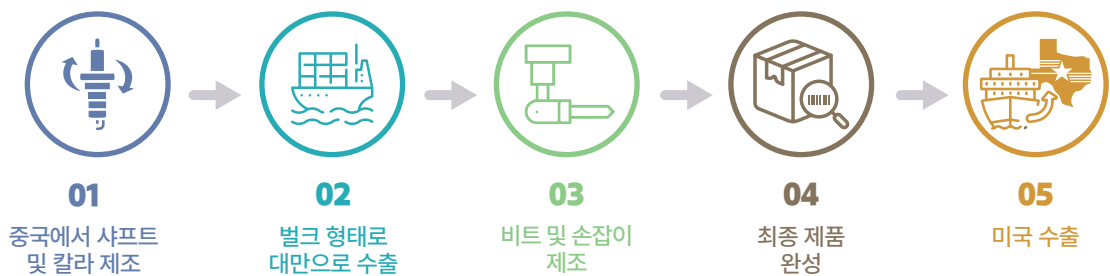 01
중국에서 샤프트
및 칼라 제조
02
벌크 형태로
대만으로 수출
03
비트 및 손잡이
제조
04
최종 제품
완성
05
미국 수출